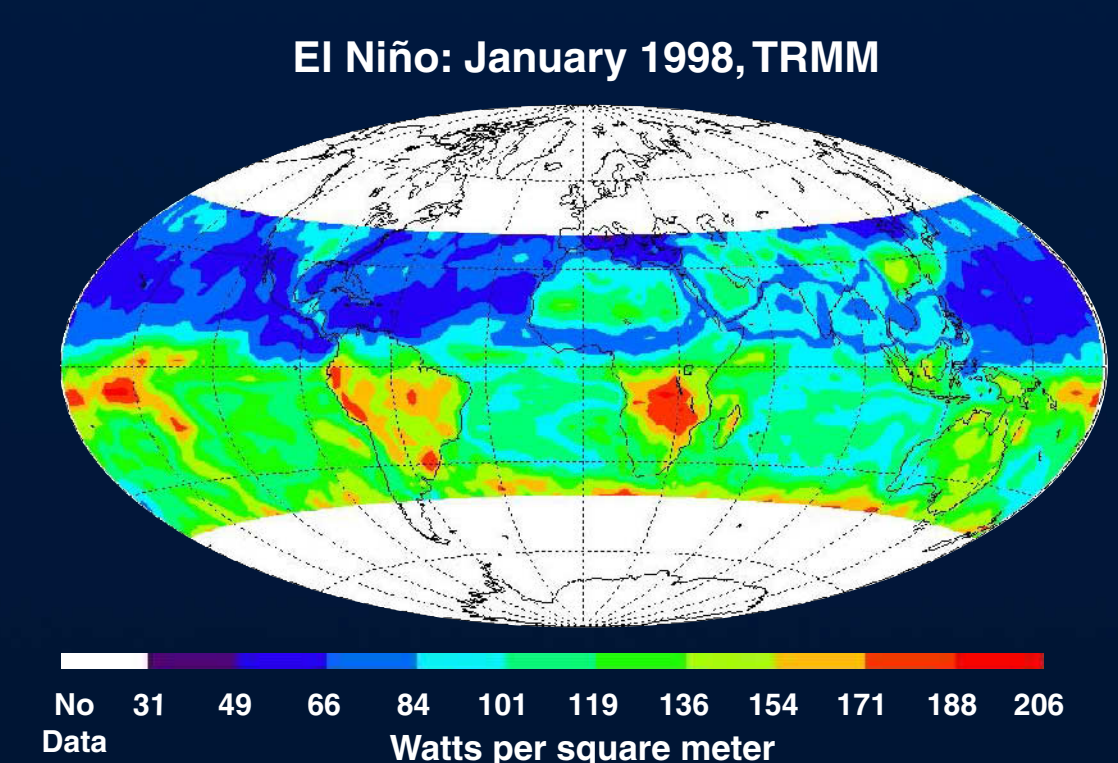 El Niño: January 1998, TRMM
No Data 31 49 66 84 101 119 136 154 171 188 206
Watts per square meter